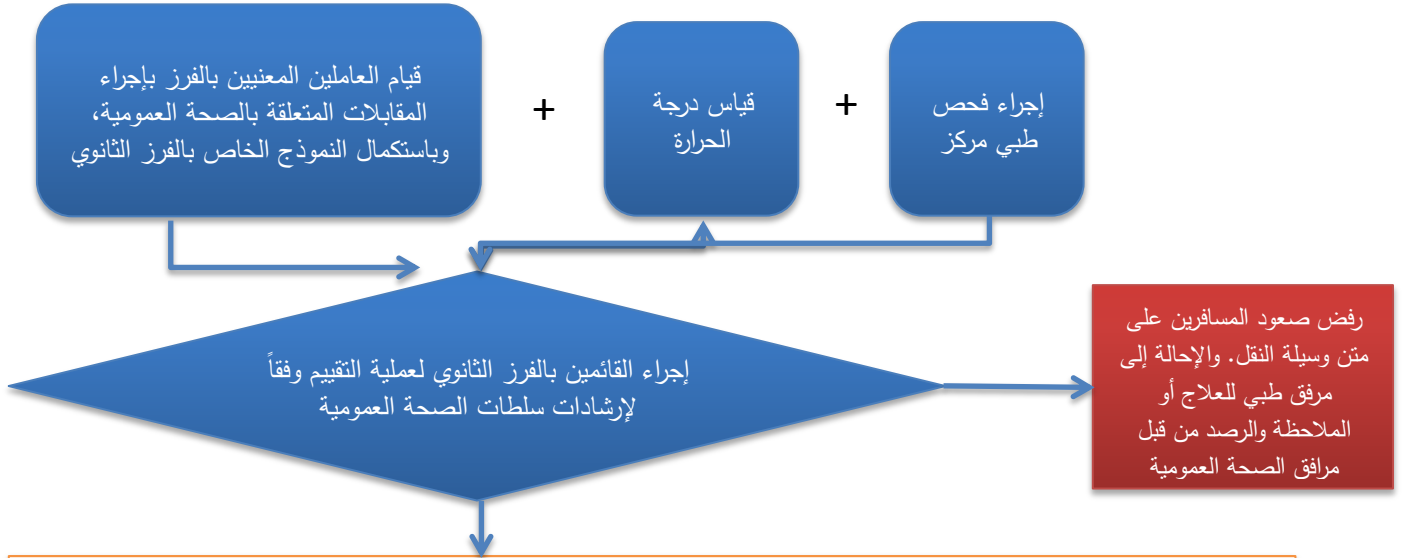 إجراء فحص
طبي مركز
+
قياس درجة
الحرارة
+
قيام العاملين المعنيين بالفرز بإجراء
المقابلات المتعلقة بالصحة العمومية،
وباستكمال النموذج الخاص بالفرز الثانوي
إجراء القائمين بالفرز الثانوي لعملية التقييم وفقاً
لإرشادات سلطات الصحة العمومية
رفض صعود المسافرين على
متن وسيلة النقل. والإحالة إلى
مرفق طبي للعلاج أو
الملاحظة والرصد من قبل
مرافق الصحة العمومية